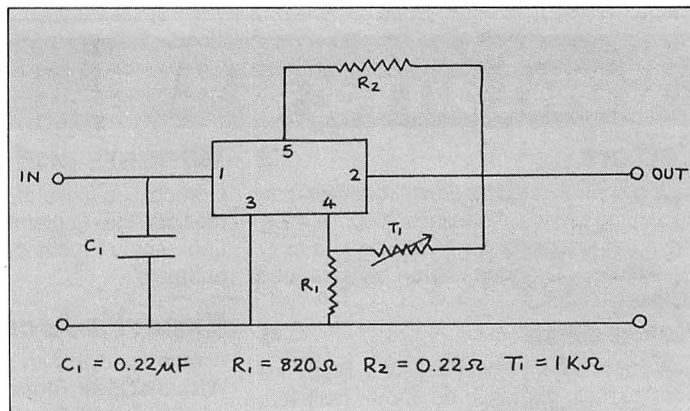 R2
5
IN
1
2
OUT
3
4
C1
T1
R1
C1 = 0.22µF R1 = 820Ω R2 = 0.22Ω T1 = 1KΩ